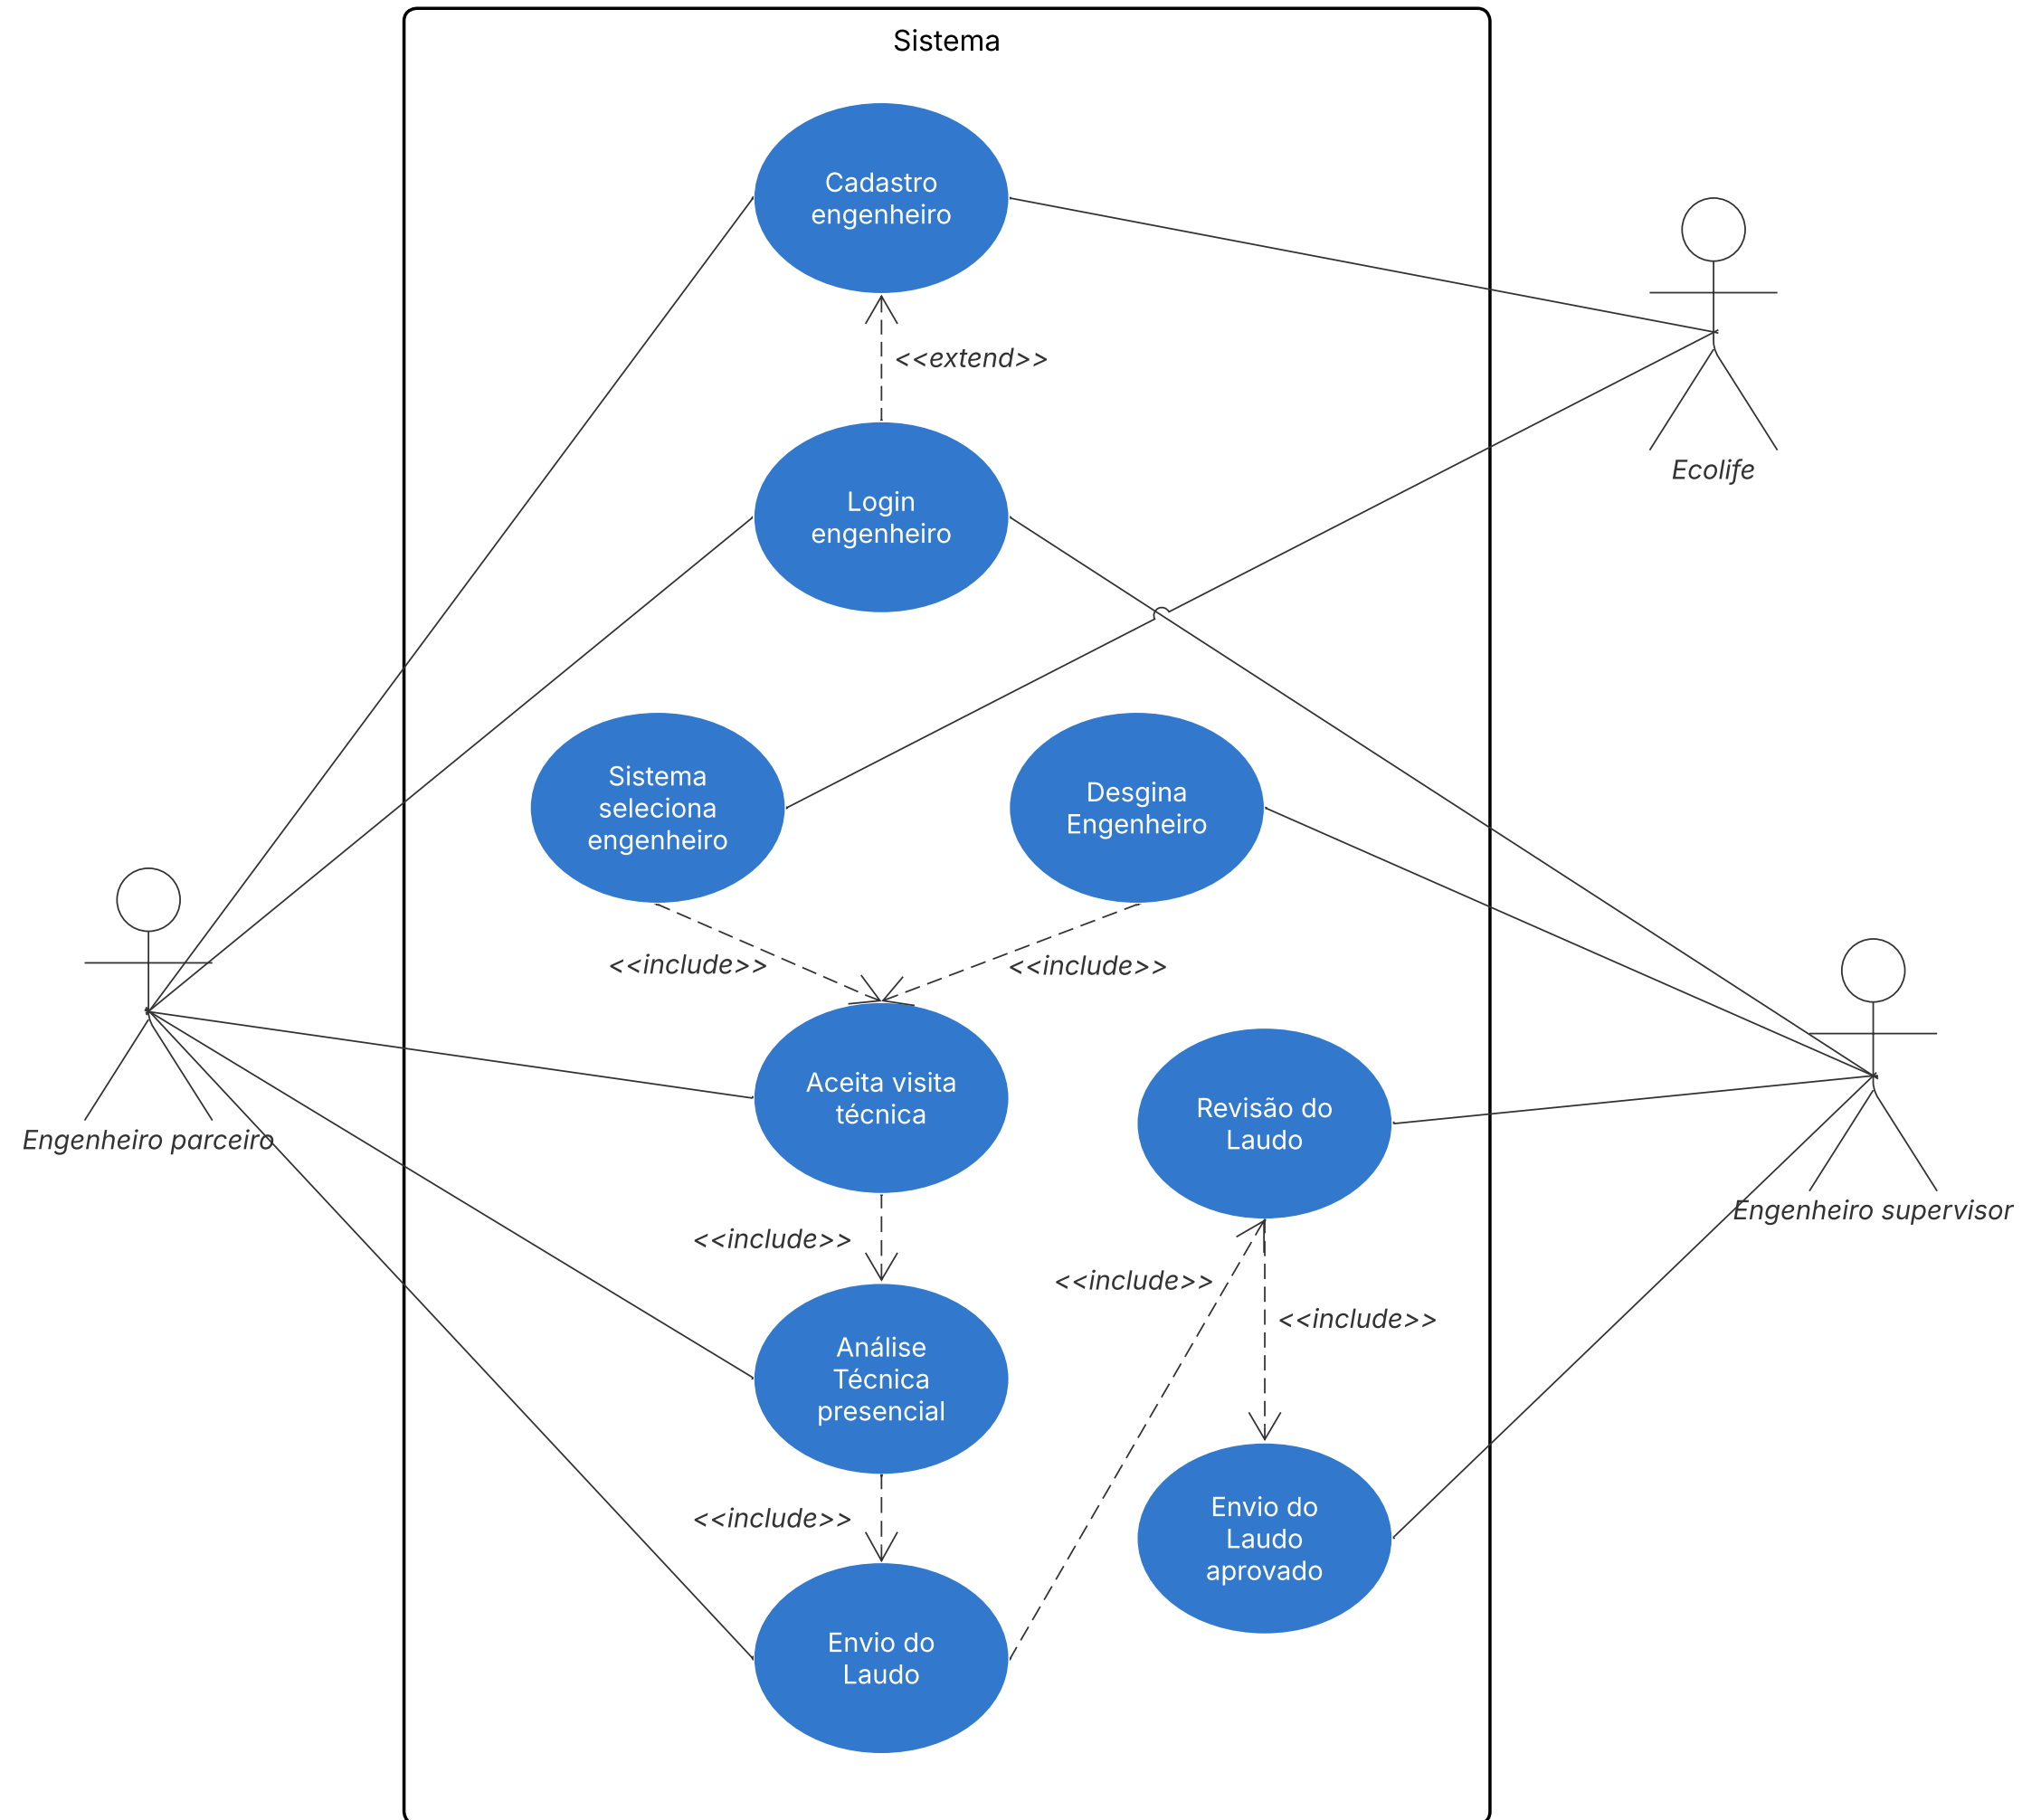 Sistema
Cadastro
engenheiro
<<extend>>
Ecolife
Login
engenheiro
Sistema
seleciona
engenheiro
Desgina
Engenheiro
<<include>>
<<include>>
Aceita visita
técnica
Revisão do
Laudo
Engenheiro parceiro
Engenheiro supervisor
<<include>>
<<include>>
<<include>>
Análise
Técnica
presencial
<<include>>
Envio do
Laudo
aprovado
Envio do
Laudo